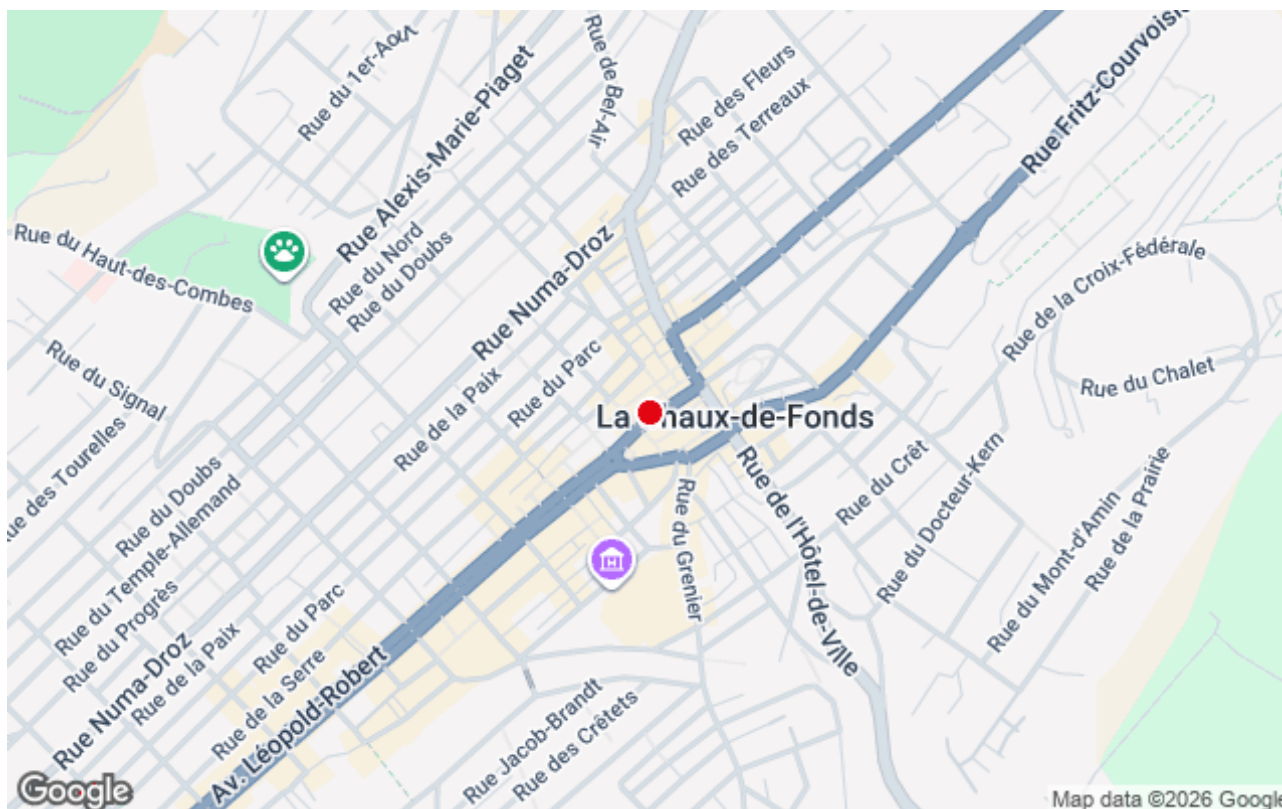 Rue du 1er-Août
Rue Alexis-Marie-Piaget
Rue de Bel-Air
Rue des Fleurs
Rue des Terreaux
Rue Fritz-Courvoisi
Rue du Haut-des-Combes
Rue du Nord
Rue du Doubs
Rue Numa-Droz
Rue de la Croix-Fédérale
Rue du Chalet
Rue du Signal
Rue du Parc
Rue de la Paix
La Chaux-de-Fonds
Rue des Tourelles
Rue du Doubs
Rue du Temple-Allemand
Rue du Progrès
Rue Numa-Droz
Rue de la Paix
Rue du Parc
Rue de la Serre
Av. Léopold-Robert
Rue du Grenier
Rue de l'Hôtel-de-Ville
Rue du Crêt
Rue du Docteur-Kern
Rue du Mont-d'Amin
Rue de la Prairie
Rue Jacob-Brandt
Rue des Crêtets
Google
Map data ©2026 Google